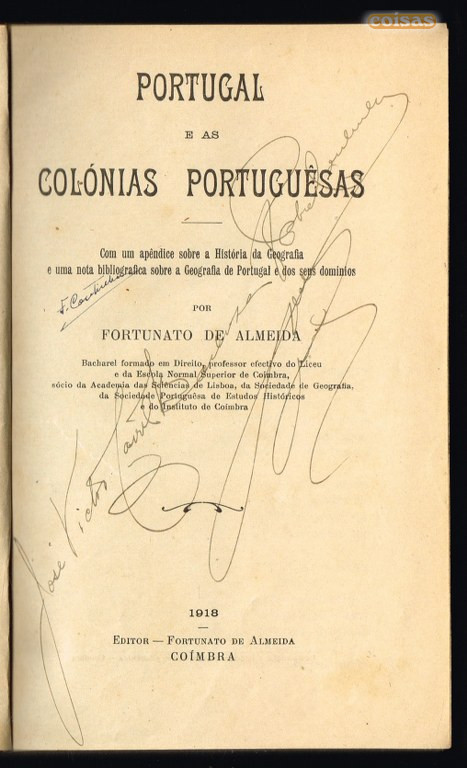 coisas
PORTUGAL
E AS
COLÓNIAS PORTUGUÊSAS
Com um apêndice sobre a História da Geografia
e uma nota bibliografica sobre a Geografia de Portugal e dos seus dominios
POR
FORTUNATO DE ALMEIDA
Bacharel formado em Direito, professor efectivo do Liceu
e da Escola Normal Superior de Coimbra,
sócio da Academia das Sciências de Lisboa, da Sociedade de Geografia,
da Sociedade Portuguêsa de Estudos Históricos
e do Instituto de Coimbra
José Victor
1918
EDITOR — FORTUNATO DE ALMEIDA
COÍMBRA